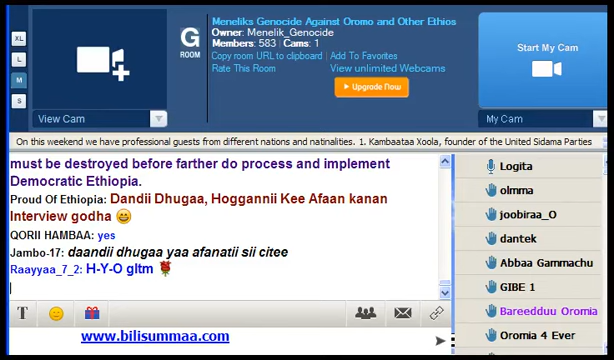 XL
L
M
S
View Cam
G
ROOM
Meneliks Genocide Against Oromo and Other Ethios
Owner: Menelik_Genocide
Members: 583 | Cams: 1
Copy room URL to clipboard | Add To Favorites
Rate This Room View unlimited Webcams
Upgrade Now
Start My Cam
My Cam
On this weekend we have professional guests from different nations and natinalities. 1. Kambaataa Xoola, founder of the United Sidama Parties
must be destroyed before farther do process and implement
Democratic Ethiopia.
Proud Of Ethiopia: Dandii Dhugaa, Hoggannii Kee Afaan kanan
Interview godha
QORII HAMBAA: yes
Jambo-17: daandii dhugaa yaa afanatii sii citee
Raayyaa_7_2: H-Y-O gltm
T
www.bilisummaa.com
Logita
olmma
joobiraa_O
dantek
Abbaa Gammachu
GIBE 1
Bareedduu Oromia
Oromia 4 Ever